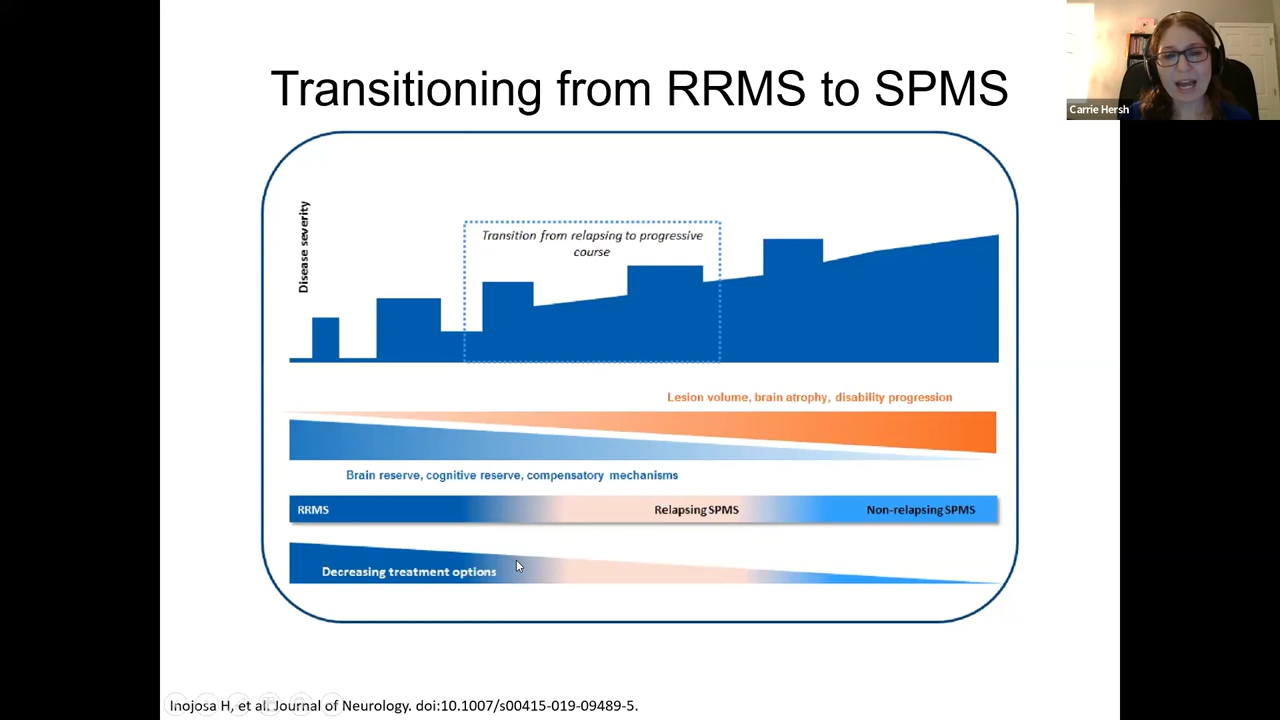 Transitioning from RRMS to SPMS
Carrie Hersh
Disease severity
Transition from relapsing to progressive
course
Lesion volume, brain atrophy, disability progression
Brain reserve, cognitive reserve, compensatory mechanisms
RRMS
Relapsing SPMS
Non-relapsing SPMS
Decreasing treatment options
Inojosa H, et al. Journal of Neurology. doi:10.1007/s00415-019-09489-5.